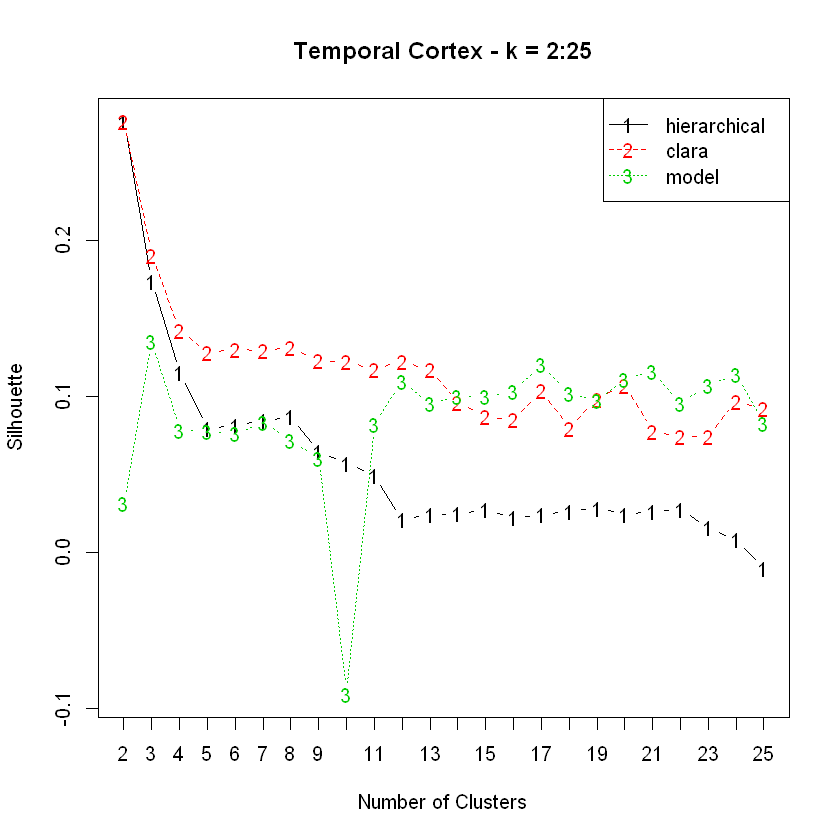 Temporal Cortex - k = 2:25
1 hierarchical
2 clara
3 model
Silhouette
0.2
0.1
0.0
-0.1
2 3 4 5 6 7 8 9 11 13 15 17 19 21 23 25
Number of Clusters